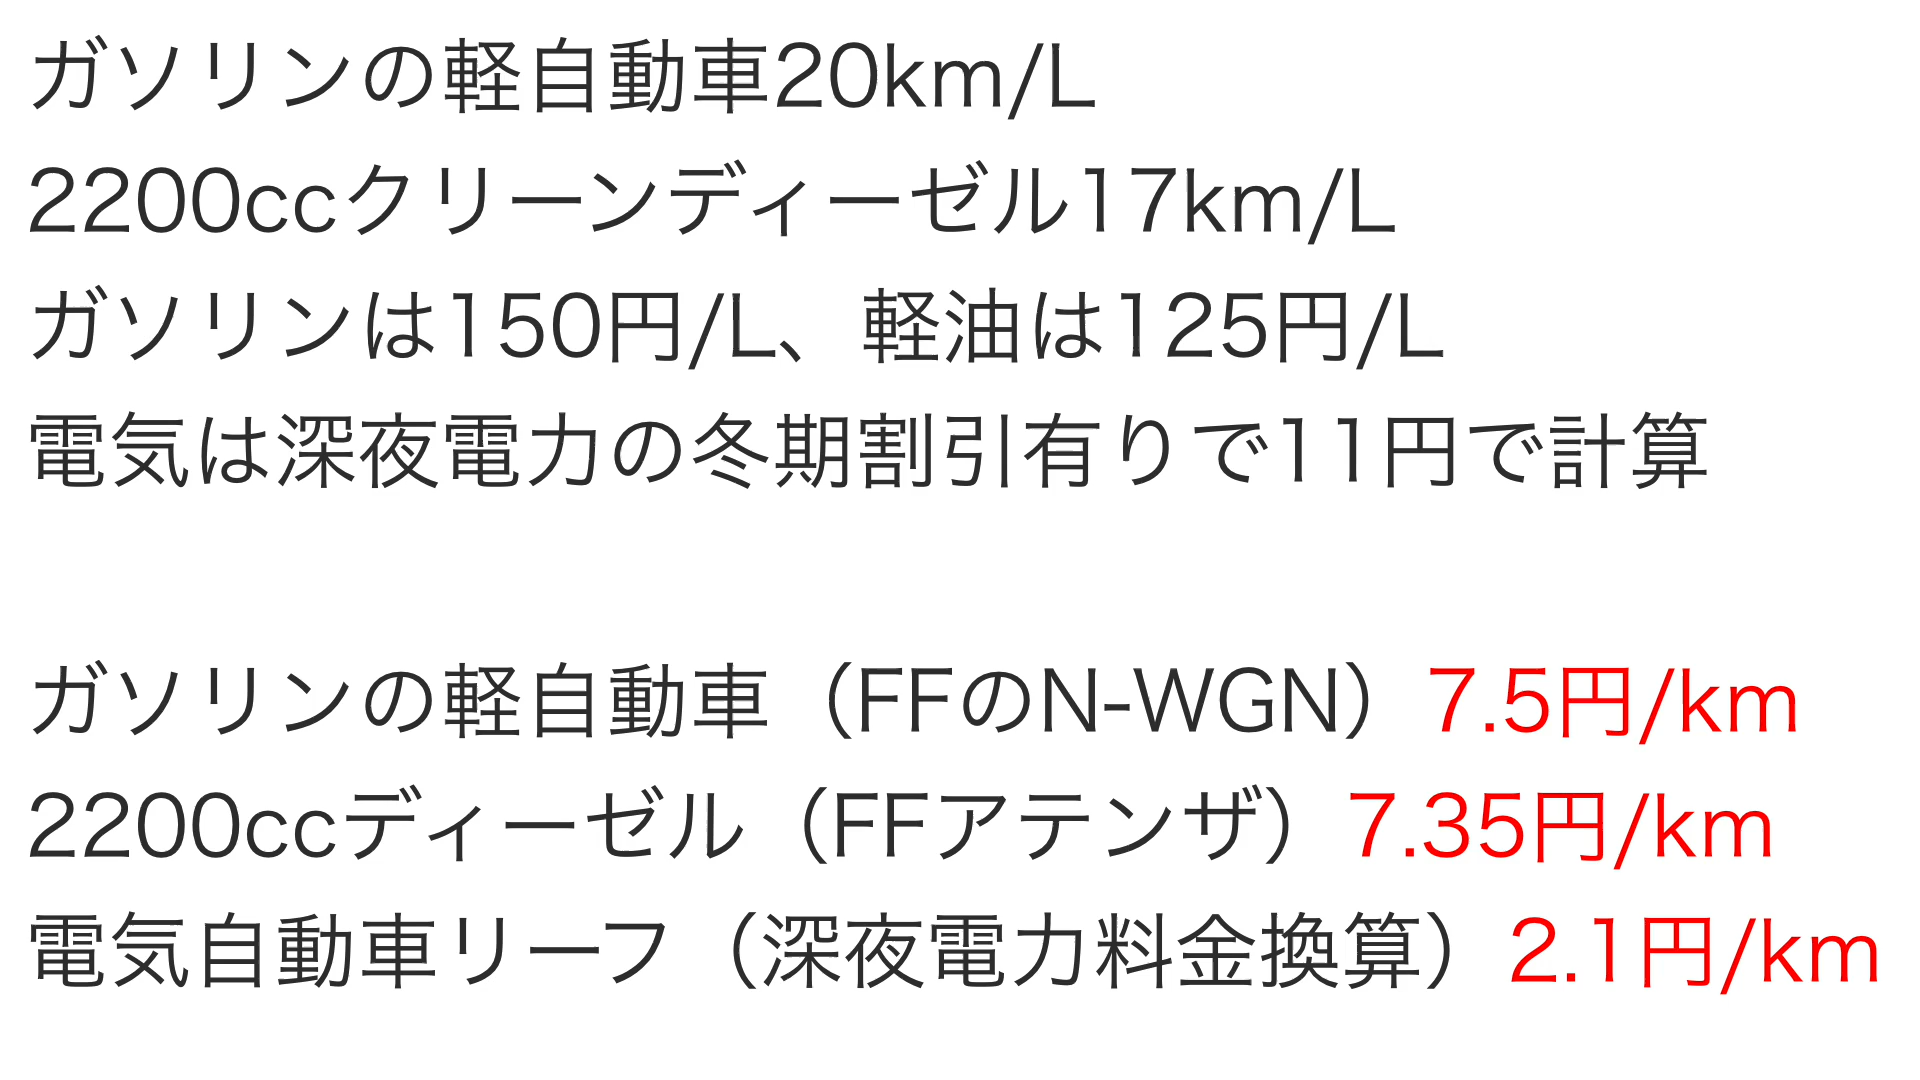 ガソリンの軽自動車20km/L
2200ccクリーンディーゼル17km/L
ガソリンは150円/L、軽油は125円/L
電気は深夜電力の冬期割引有りで11円で計算
ガソリンの軽自動車（FFのN-WGN）7.5円/km
2200ccディーゼル（FFアテンザ）7.35円/km
電気自動車リーフ（深夜電力料金換算）2.1円/km